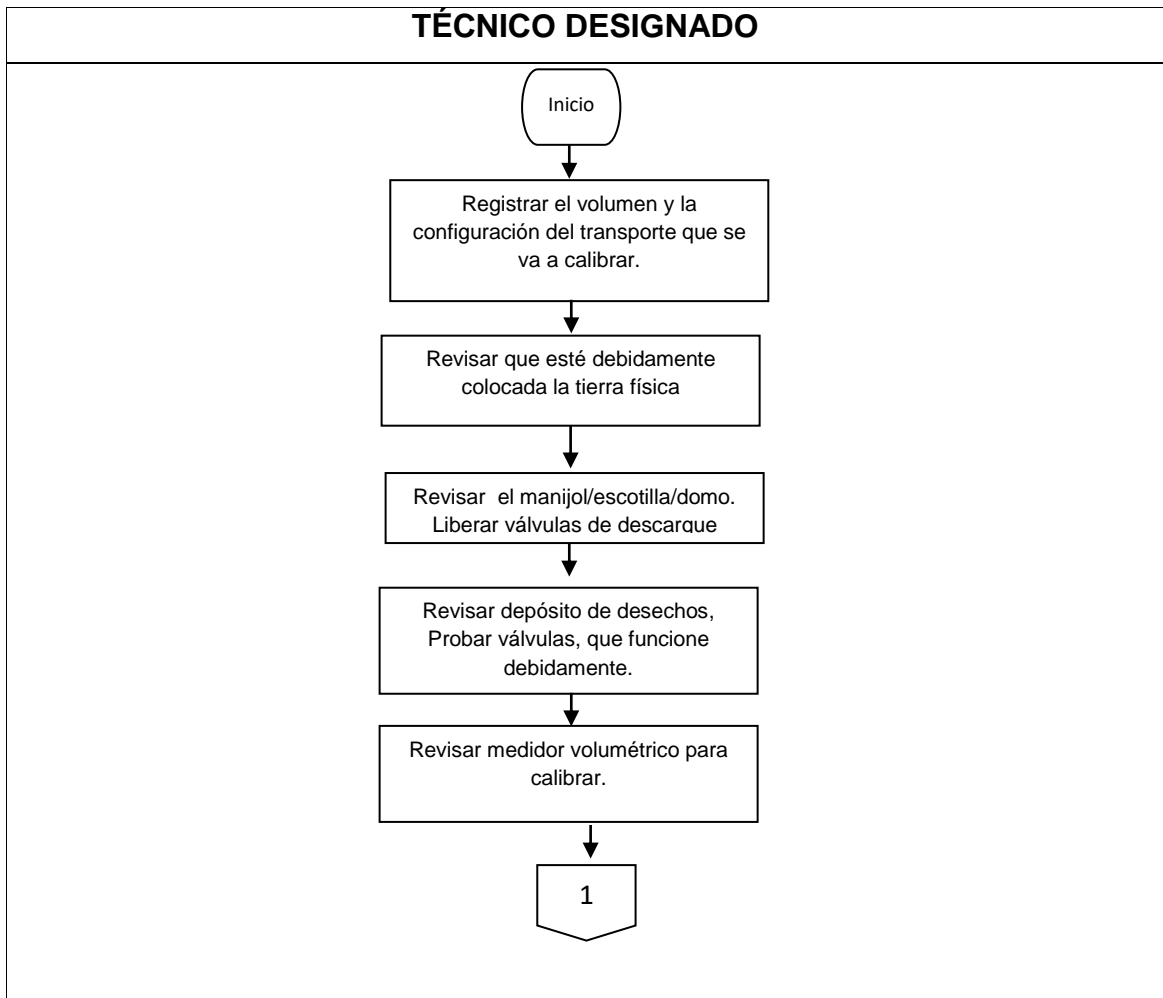 TÉCNICO DESIGNADO
Inicio
Registrar el volumen y la
configuración del transporte que se
va a calibrar.
Revisar que esté debidamente
colocada la tierra física
Revisar el manijol/escotilla/domo.
Liberar válvulas de descargue
Revisar depósito de desechos,
Probar válvulas, que funcione
debidamente.
Revisar medidor volumétrico para
calibrar.
1